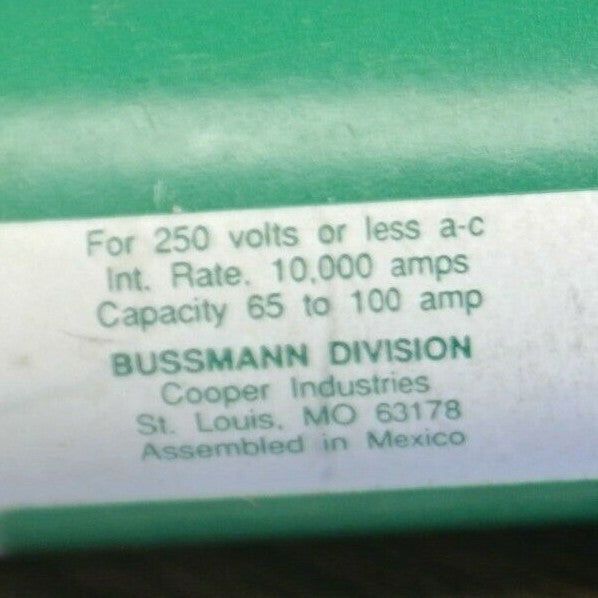 For 250 volts or less a-c
Int. Rate. 10,000 amps
Capacity 65 to 100 amp
BUSSMANN DIVISION
Cooper Industries
St. Louis, MO 63178
Assembled in Mexico